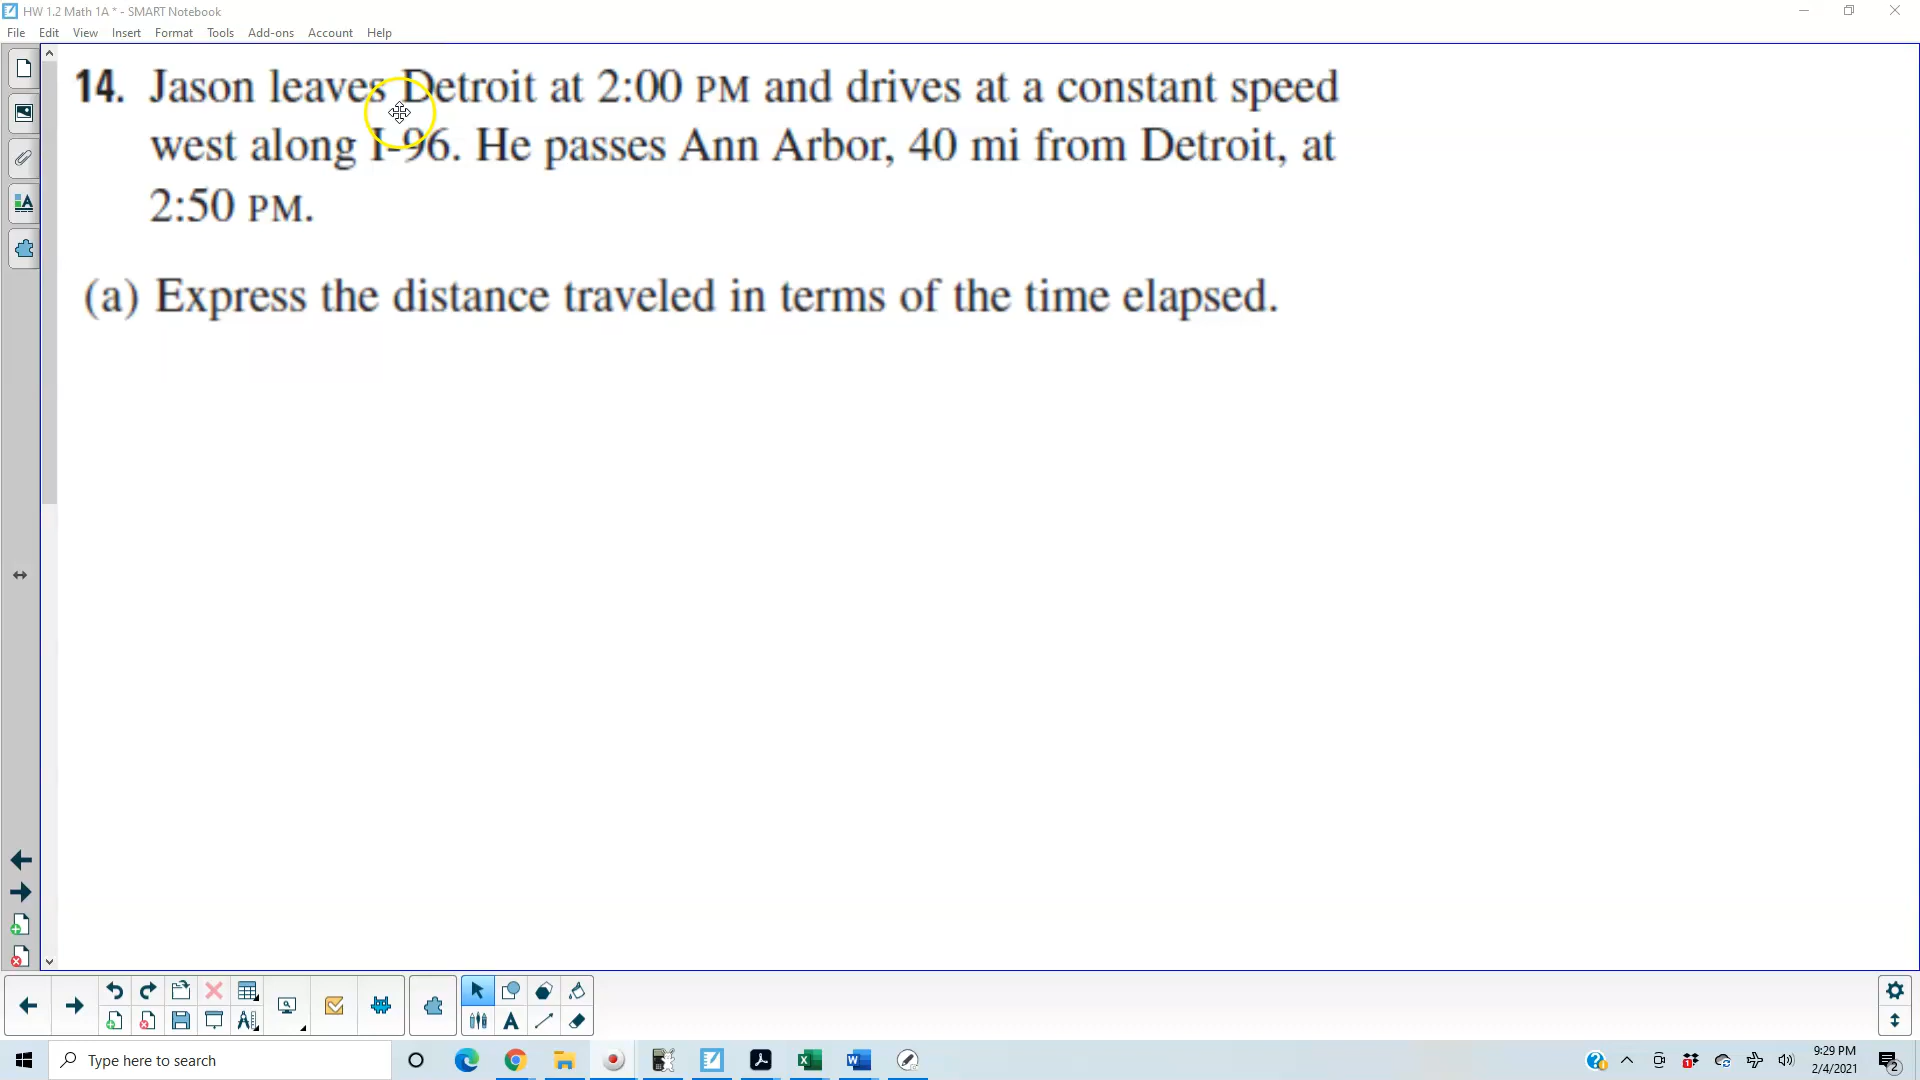 HW 1.2 Math 1A * - SMART Notebook
File Edit View Insert Format Tools Add-ons Account Help
14. Jason leaves Detroit at 2:00 PM and drives at a constant speed
west along I-96. He passes Ann Arbor, 40 mi from Detroit, at
2:50 PM.
(a) Express the distance traveled in terms of the time elapsed.
Type here to search
9:29 PM
2/4/2021
2